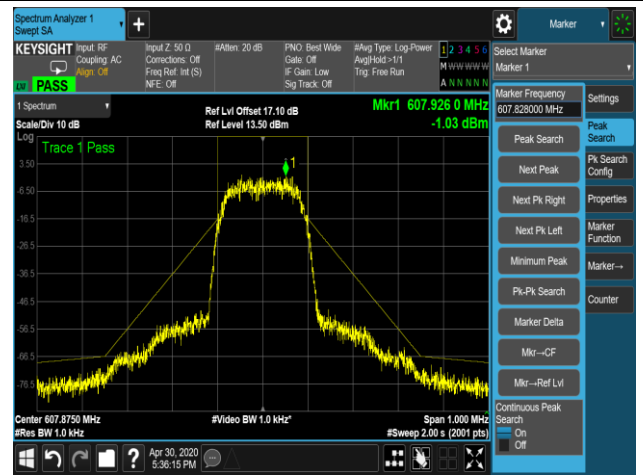 Spectrum Analyzer 1
Swept SA
Marker
KEYSIGHT
Input: RF
Coupling: AC
Align: Off
Input Z: 50 Ω
Corrections: Off
Freq Ref: Int (S)
NFE: Off
#Atten: 20 dB
PNO: Best Wide
Gate: Off
IF Gain: Low
Sig Track: Off
#Avg Type: Log-Power
Avg|Hold:>1/1
Trig: Free Run
1 2 3 4 5 6
M W W W W W
A N N N N N
LXI
PASS
Select Marker
Marker 1
1 Spectrum
Scale/Div 10 dB
Log
Ref Lvl Offset 17.10 dB
Ref Level 13.50 dBm
Mkr1 607.926 0 MHz
-1.03 dBm
Trace 1 Pass
1
3.50
-6.50
-16.5
-26.5
-36.5
-46.5
-56.5
-66.5
-76.5
Center 607.8750 MHz
#Res BW 1.0 kHz
#Video BW 1.0 kHz*
Span 1.000 MHz
#Sweep 2.00 s (2001 pts)
Marker Frequency
607.828000 MHz
Peak Search
Next Peak
Next Pk Right
Next Pk Left
Minimum Peak
Pk-Pk Search
Marker Delta
Mkr→CF
Mkr→Ref Lvl
Continuous Peak
Search
On
Off
Settings
Peak
Search
Pk Search
Config
Properties
Marker
Function
Marker→
Counter
?
Apr 30, 2020
5:36:15 PM